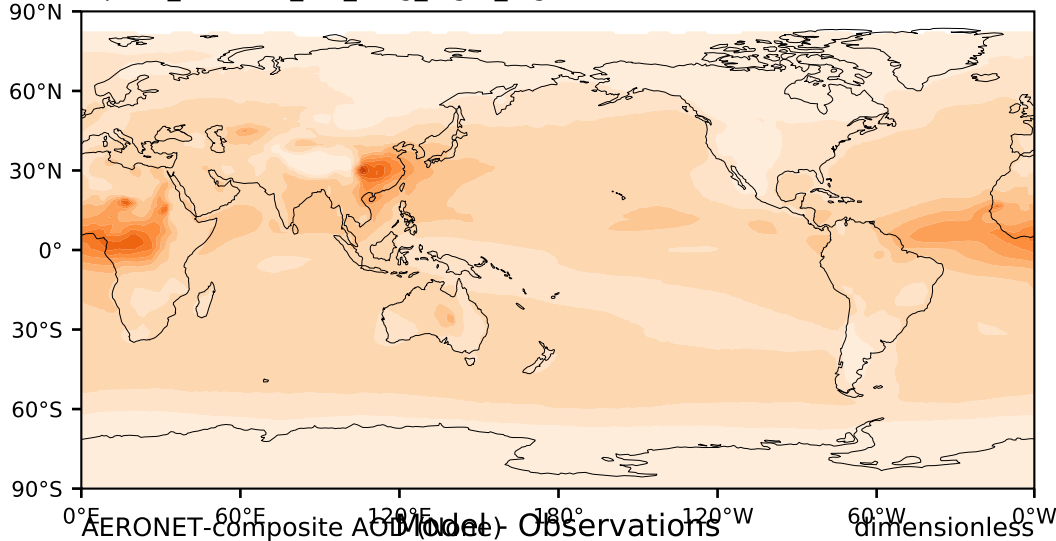 90°N
60°N
30°N
0°
30°S
60°S
90°S
0°E 60°E 120°E 180°E 120°W 60°W 0°W
AERONET-composite AOD (None) Model - Observations dimensionless